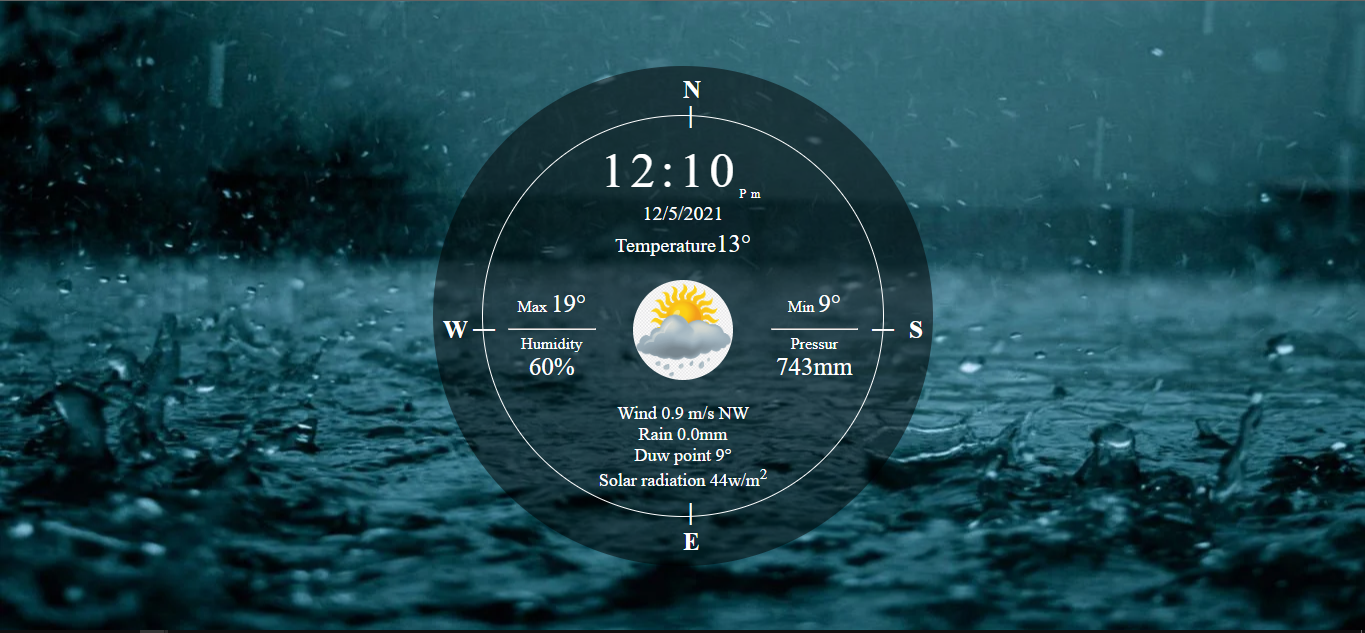 N
12:10 P m
12/5/2021
Temperature13°
Max 19°
Min 9°
W
S
Humidity
60%
Pressur
743mm
Wind 0.9 m/s NW
Rain 0.0mm
Duw point 9°
Solar radiation 44w/m²
E